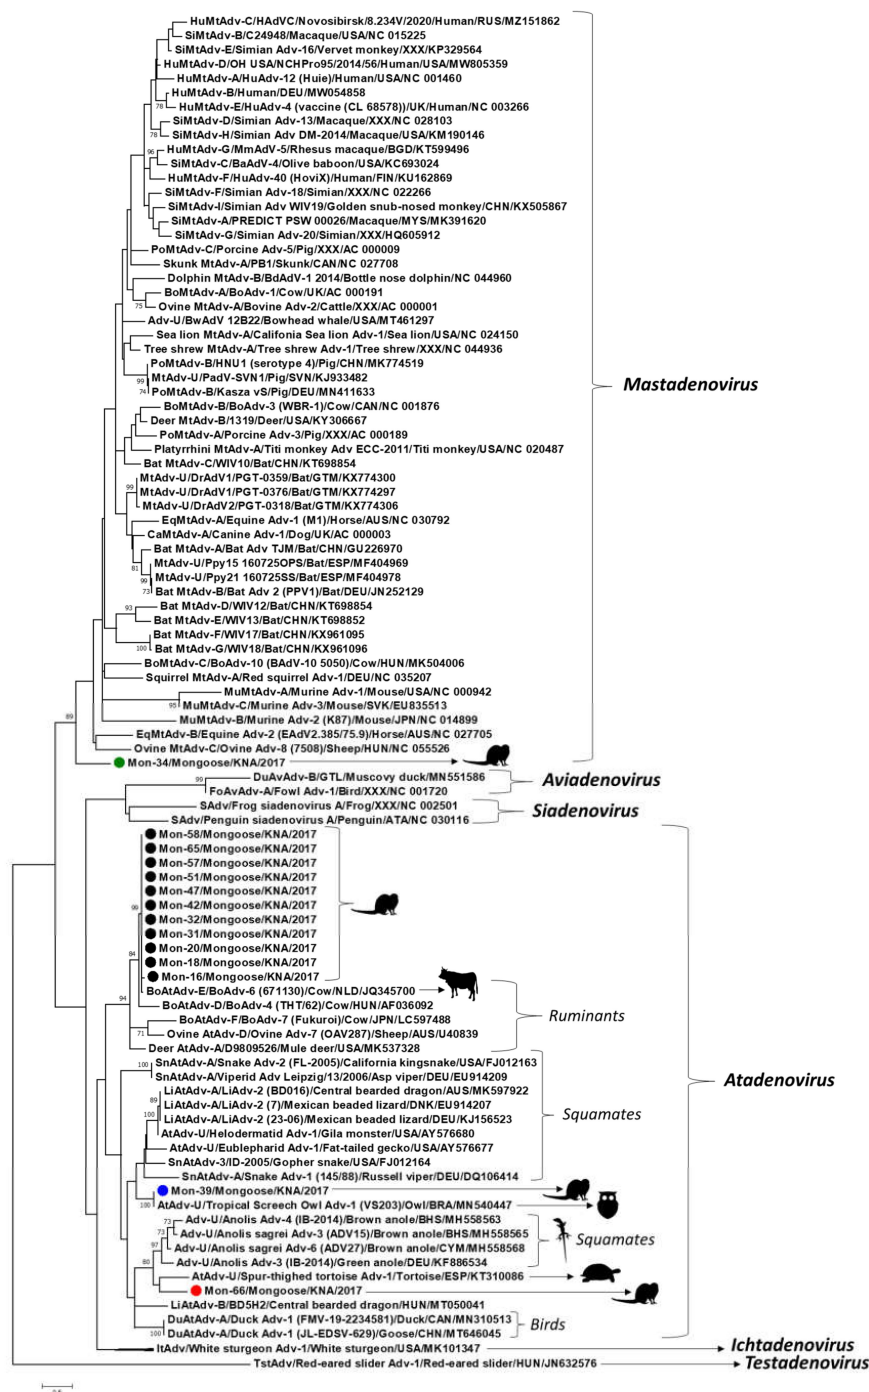 HuMtAdv-C/HAdVC/Novosibirsk/8.234V/2020/Human/RUS/MZ151862
SiMtAdv-B/C24948/Macaque/USA/NC 015225
SiMtAdv-E/Simian Adv-16/Vervet monkey/XXX/KP329564
HuMtAdv-D/OH USA/NCHPro95/2014/56/Human/USA/MW805359
HuMtAdv-A/HuAdv-12 (Huie)/Human/USA/NC 001460
HuMtAdv-B/Human/DEU/MW054858
78 HuMtAdv-E/HuAdv-4 (vaccine (CL 68578))/UK/Human/NC 003266
SiMtAdv-D/Simian Adv-13/Macaque/XXX/NC 028103
78 SiMtAdv-H/Simian Adv DM-2014/Macaque/USA/KM190146
96 HuMtAdv-G/MmAdV-5/Rhesus macaque/BGD/KT599496
SiMtAdv-C/BaAdV-4/Olive baboon/USA/KC693024
HuMtAdv-F/HuAdv-40 (HoviX)/Human/FIN/KU162869
SiMtAdv-F/Simian Adv-18/Simian/XXX/NC 022266
SiMtAdv-I/Simian Adv WIV19/Golden snub-nosed monkey/CHN/KX505867
SiMtAdv-A/PREDICT PSW 00026/Macaque/MYS/MK391620
SiMtAdv-G/Simian Adv-20/Simian/XXX/HQ605912
PoMtAdv-C/Porcine Adv-5/Pig/XXX/AC 000009
Skunk MtAdv-A/PB1/Skunk/CAN/NC 027708
Dolphin MtAdv-B/BdAdV-1 2014/Bottle nose dolphin/NC 044960
BoMtAdv-A/BoAdv-1/Cow/UK/AC 000191
75 Ovine MtAdv-A/Bovine Adv-2/Cattle/XXX/AC 000001
Adv-U/BwAdV 12B22/Bowhead whale/USA/MT461297
Sea lion MtAdv-A/Califonia Sea lion Adv-1/Sea lion/USA/NC 024150
Tree shrew MtAdv-A/Tree shrew Adv-1/Tree shrew/XXX/NC 044936
PoMtAdv-B/HNU1 (serotype 4)/Pig/CHN/MK774519
99 MtAdv-U/PadV-SVN1/Pig/SVN/KJ933482
74 PoMtAdv-B/Kasza vS/Pig/DEU/MN411633
Mastadenovirus
BoMtAdv-B/BoAdv-3 (WBR-1)/Cow/CAN/NC 001876
Deer MtAdv-B/1319/Deer/USA/KY306667
PoMtAdv-A/Porcine Adv-3/Pig/XXX/AC 000189
Platyrrhini MtAdv-A/Titi monkey Adv ECC-2011/Titi monkey/USA/NC 020487
Bat MtAdv-C/WIV10/Bat/CHN/KT698854
MtAdv-U/DrAdV1/PGT-0359/Bat/GTM/KX774300
99 MtAdv-U/DrAdV1/PGT-0376/Bat/GTM/KX774297
MtAdv-U/DrAdV2/PGT-0318/Bat/GTM/KX774306
EqMtAdv-A/Equine Adv-1 (M1)/Horse/AUS/NC 030792
CaMtAdv-A/Canine Adv-1/Dog/UK/AC 000003
Bat MtAdv-A/Bat Adv TJM/Bat/CHN/GU226970
81 MtAdv-U/Ppy15 160725OPS/Bat/ESP/MF404969
99 MtAdv-U/Ppy21 160725SS/Bat/ESP/MF404978
73 Bat MtAdv-B/Bat Adv 2 (PPV1)/Bat/DEU/JN252129
93 Bat MtAdv-D/WIV12/Bat/CHN/KT698854
Bat MtAdv-E/WIV13/Bat/CHN/KT698852
Bat MtAdv-F/WIV17/Bat/CHN/KX961095
100 Bat MtAdv-G/WIV18/Bat/CHN/KX961096
BoMtAdv-C/BoAdv-10 (BAdV-10 5050)/Cow/HUN/MK504006
Squirrel MtAdv-A/Red squirrel Adv-1/DEU/NC 035207
MuMtAdv-A/Murine Adv-1/Mouse/USA/NC 000942
95 MuMtAdv-C/Murine Adv-3/Mouse/SVK/EU835513
89 MuMtAdv-B/Murine Adv-2 (K87)/Mouse/JPN/NC 014899
EqMtAdv-B/Equine Adv-2 (EAdV2.385/75.9)/Horse/AUS/NC 027705
Ovine MtAdv-C/Ovine Adv-8 (7508)/Sheep/HUN/NC 055526
Mon-34/Mongoose/KNA/2017
99 DuAvAdv-B/GTL/Muscovy duck/MN551586
Aviadenovirus
FoAvAdv-A/Fowl Adv-1/Bird/XXX/NC 001720
SAdv/Frog siadenovirus A/Frog/XXX/NC 002501
Siadenovirus
SAdv/Penguin siadenovirus A/Penguin/ATA/NC 030116
Mon-58/Mongoose/KNA/2017
Mon-65/Mongoose/KNA/2017
Mon-57/Mongoose/KNA/2017
Mon-51/Mongoose/KNA/2017
Mon-47/Mongoose/KNA/2017
99 Mon-42/Mongoose/KNA/2017
Mon-32/Mongoose/KNA/2017
Mon-31/Mongoose/KNA/2017
Mon-20/Mongoose/KNA/2017
84 Mon-18/Mongoose/KNA/2017
Mon-16/Mongoose/KNA/2017
BoAtAdv-E/BoAdv-6 (671130)/Cow/NLD/JQ345700
94 BoAtAdv-D/BoAdv-4 (THT/62)/Cow/HUN/AF036092
BoAtAdv-F/BoAdv-7 (Fukuroi)/Cow/JPN/LC597488
Ruminants
71 Ovine AtAdv-D/Ovine Adv-7 (OAV287)/Sheep/AUS/U40839
Deer AtAdv-A/D9809526/Mule deer/USA/MK537328
100 SnAtAdv-A/Snake Adv-2 (FL-2005)/California kingsnake/USA/FJ012163
SnAtAdv-A/Viperid Adv Leipzig/13/2006/Asp viper/DEU/EU914209
Atadenovirus
89 LiAtAdv-A/LiAdv-2 (BD016)/Central bearded dragon/AUS/MK597922
LiAtAdv-A/LiAdv-2 (7)/Mexican beaded lizard/DNK/EU914207
Squamates
100 LiAtAdv-A/LiAdv-2 (23-06)/Mexican beaded lizard/DEU/KJ156523
AtAdv-U/Helodermatid Adv-1/Gila monster/USA/AY576680
AtAdv-U/Eublepharid Adv-1/Fat-tailed gecko/USA/AY576677
SnAtAdv-3/ID-2005/Gopher snake/USA/FJ012164
SnAtAdv-A/Snake Adv-1 (145/88)/Russell viper/DEU/DQ106414
Mon-39/Mongoose/KNA/2017
100 AtAdv-U/Tropical Screech Owl Adv-1 (VS203)/Owl/BRA/MN540447
73 Adv-U/Anolis Adv-4 (IB-2014)/Brown anole/BHS/MH558563
73 Adv-U/Anolis sagrei Adv-3 (ADV15)/Brown anole/BHS/MH558565
Squamates
97 Adv-U/Anolis sagrei Adv-6 (ADV27)/Brown anole/CYM/MH558568
80 Adv-U/Anolis Adv-3 (IB-2014)/Green anole/DEU/KF886534
AtAdv-U/Spur-thighed tortoise Adv-1/Tortoise/ESP/KT310086
Mon-66/Mongoose/KNA/2017
LiAtAdv-B/BD5H2/Central bearded dragon/HUN/MT050041
DuAtAdv-A/Duck Adv-1 (FMV-19-2234581)/Duck/CAN/MN310513
Birds
100 DuAtAdv-A/Duck Adv-1 (JL-EDSV-629)/Goose/CHN/MT646045
ItAdv/White sturgeon Adv-1/White sturgeon/USA/MK101347
Ichtadenovirus
TstAdv/Red-eared slider Adv-1/Red-eared slider/HUN/JN632576
Testadenovirus